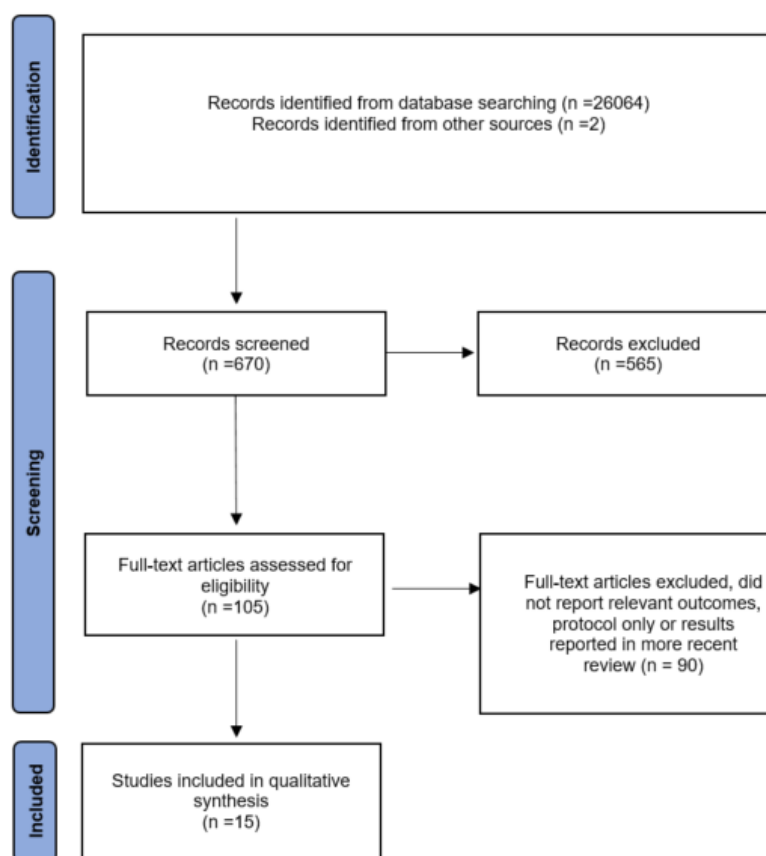 Identification
Records identified from database searching (n =26064)
Records identified from other sources (n =2)
Screening
Records screened
(n =670)
Records excluded
(n =565)
Full-text articles assessed for
eligibility
(n =105)
Full-text articles excluded, did
not report relevant outcomes,
protocol only or results
reported in more recent
review (n = 90)
Included
Studies included in qualitative
synthesis
(n =15)